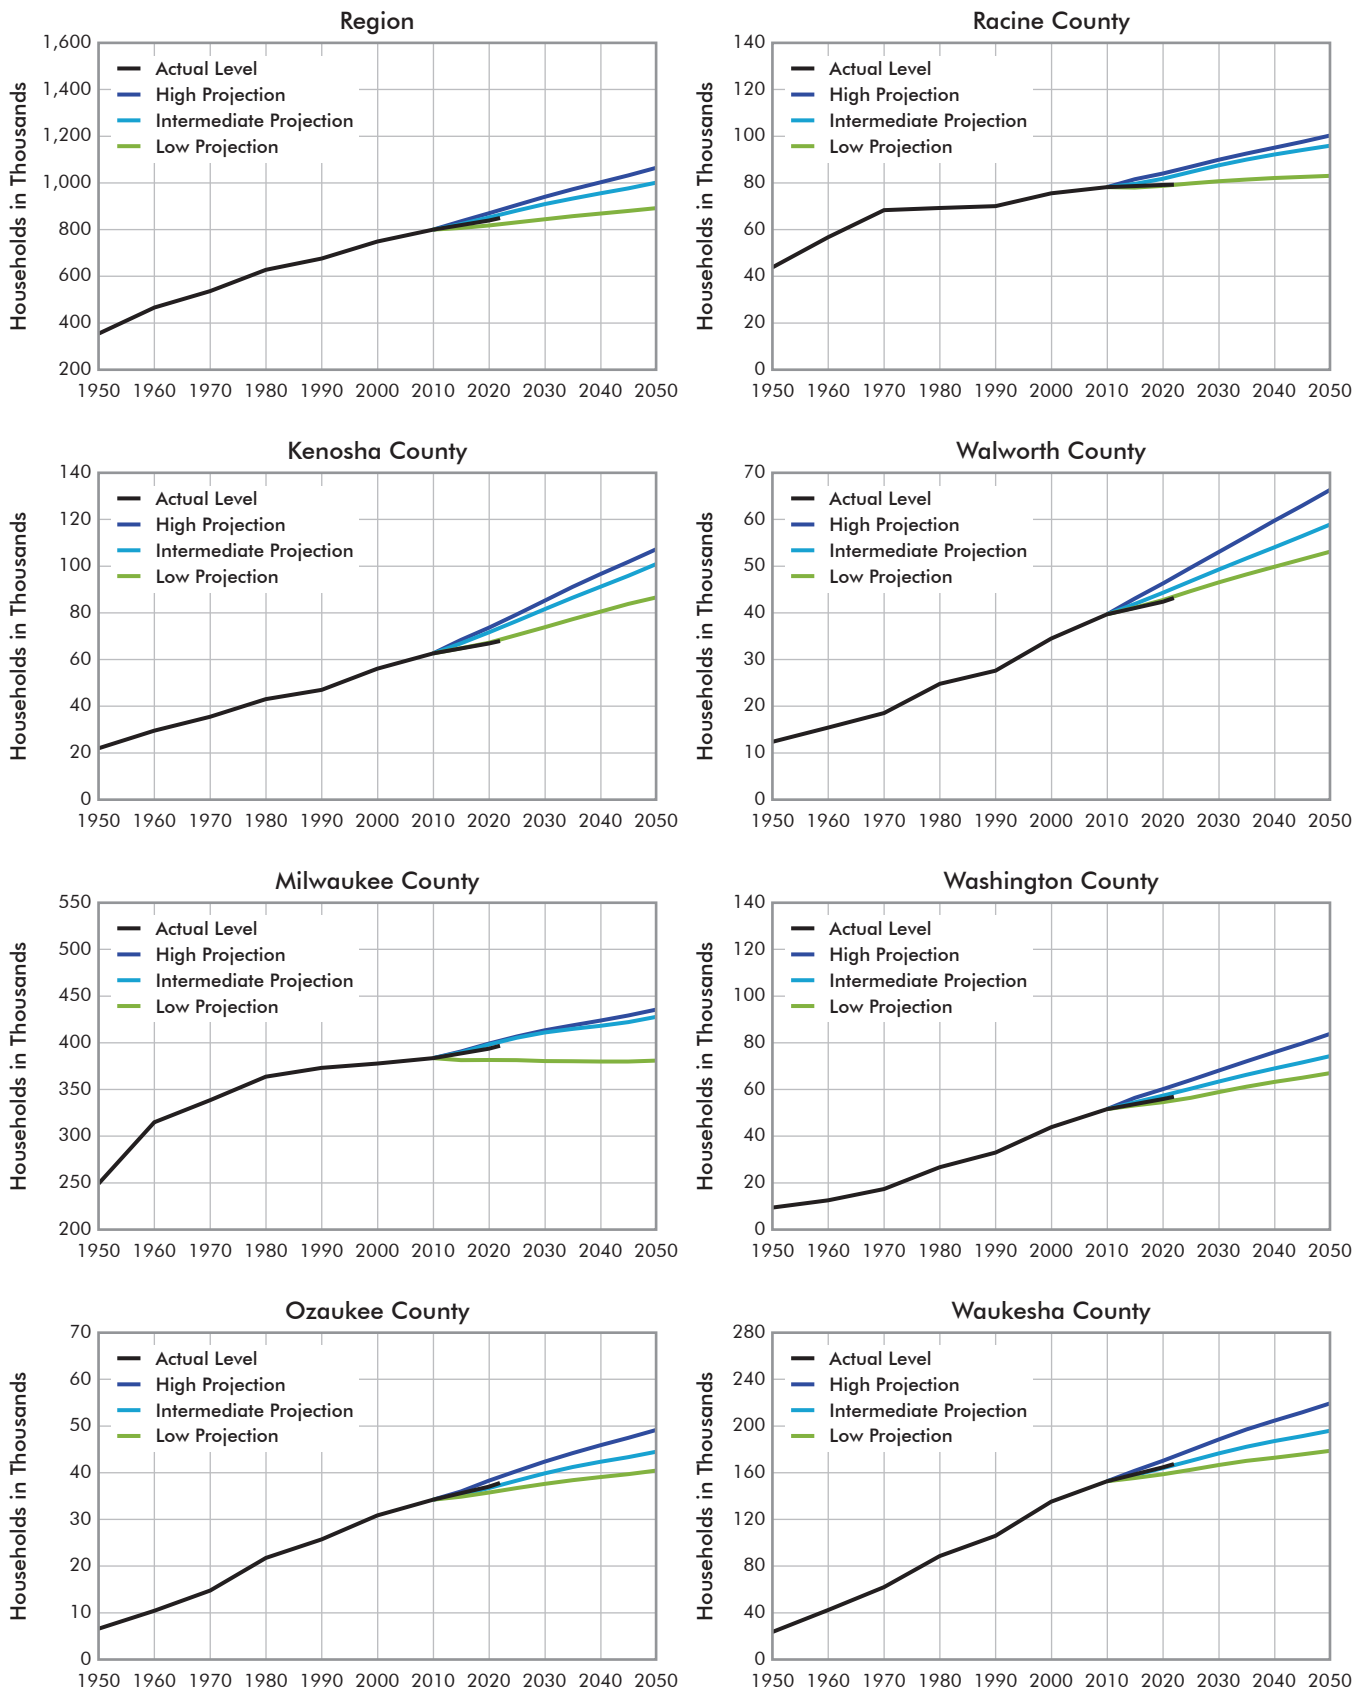 Region
Households in Thousands
1,600
1,400
1,200
1,000
800
600
400
200
Actual Level
High Projection
Intermediate Projection
Low Projection
1950 1960 1970 1980 1990 2000 2010 2020 2030 2040 2050
Racine County
Households in Thousands
140
120
100
80
60
40
20
0
Actual Level
High Projection
Intermediate Projection
Low Projection
1950 1960 1970 1980 1990 2000 2010 2020 2030 2040 2050
Kenosha County
Households in Thousands
140
120
100
80
60
40
20
0
Actual Level
High Projection
Intermediate Projection
Low Projection
1950 1960 1970 1980 1990 2000 2010 2020 2030 2040 2050
Walworth County
Households in Thousands
70
60
50
40
30
20
10
0
Actual Level
High Projection
Intermediate Projection
Low Projection
1950 1960 1970 1980 1990 2000 2010 2020 2030 2040 2050
Milwaukee County
Households in Thousands
550
500
450
400
350
300
250
200
Actual Level
High Projection
Intermediate Projection
Low Projection
1950 1960 1970 1980 1990 2000 2010 2020 2030 2040 2050
Washington County
Households in Thousands
140
120
100
80
60
40
20
0
Actual Level
High Projection
Intermediate Projection
Low Projection
1950 1960 1970 1980 1990 2000 2010 2020 2030 2040 2050
Ozaukee County
Households in Thousands
70
60
50
40
30
20
10
0
Actual Level
High Projection
Intermediate Projection
Low Projection
1950 1960 1970 1980 1990 2000 2010 2020 2030 2040 2050
Waukesha County
Households in Thousands
280
240
200
160
120
80
40
0
Actual Level
High Projection
Intermediate Projection
Low Projection
1950 1960 1970 1980 1990 2000 2010 2020 2030 2040 2050